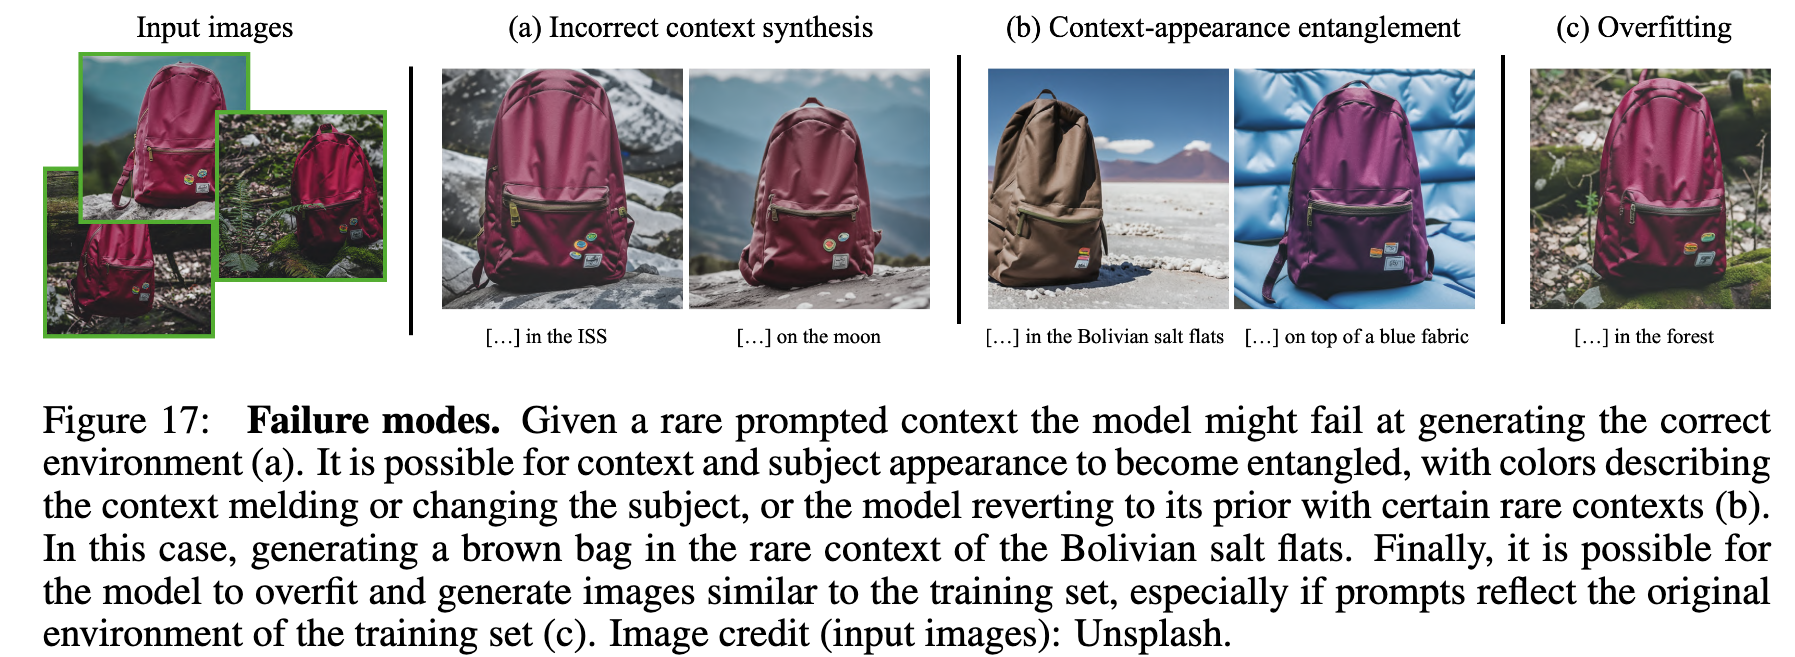 Input images
(a) Incorrect context synthesis
(b) Context-appearance entanglement
(c) Overfitting
[…] in the ISS
[…] on the moon
[…] in the Bolivian salt flats
[…] on top of a blue fabric
[…] in the forest
Figure 17: Failure modes. Given a rare prompted context the model might fail at generating the correct
environment (a). It is possible for context and subject appearance to become entangled, with colors describing
the context melding or changing the subject, or the model reverting to its prior with certain rare contexts (b).
In this case, generating a brown bag in the rare context of the Bolivian salt flats. Finally, it is possible for
the model to overfit and generate images similar to the training set, especially if prompts reflect the original
environment of the training set (c). Image credit (input images): Unsplash.